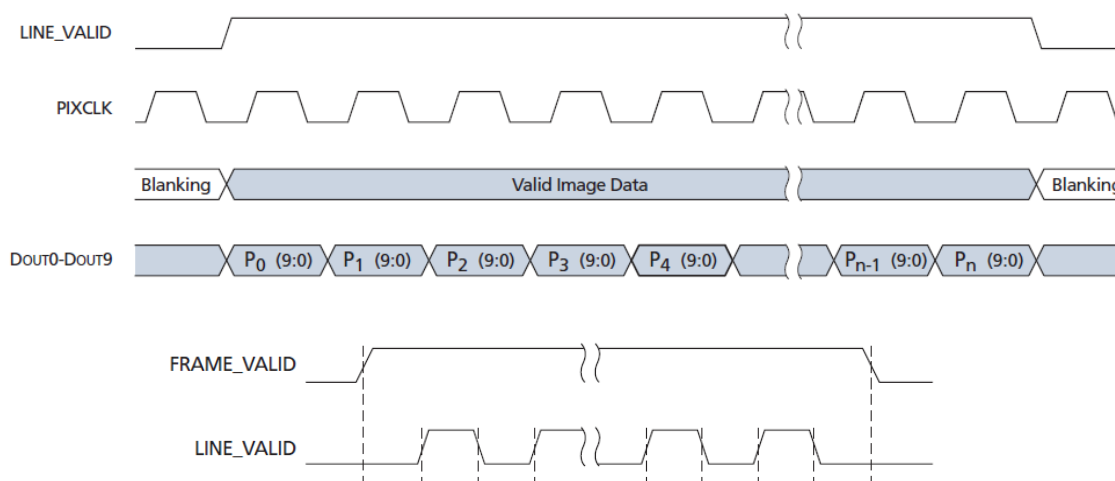 LINE_VALID
PIXCLK
Blanking Valid Image Data Blanking
DOUT0-DOUT9 P0 (9:0) P1 (9:0) P2 (9:0) P3 (9:0) P4 (9:0) Pn-1 (9:0) Pn (9:0)
FRAME_VALID
LINE_VALID